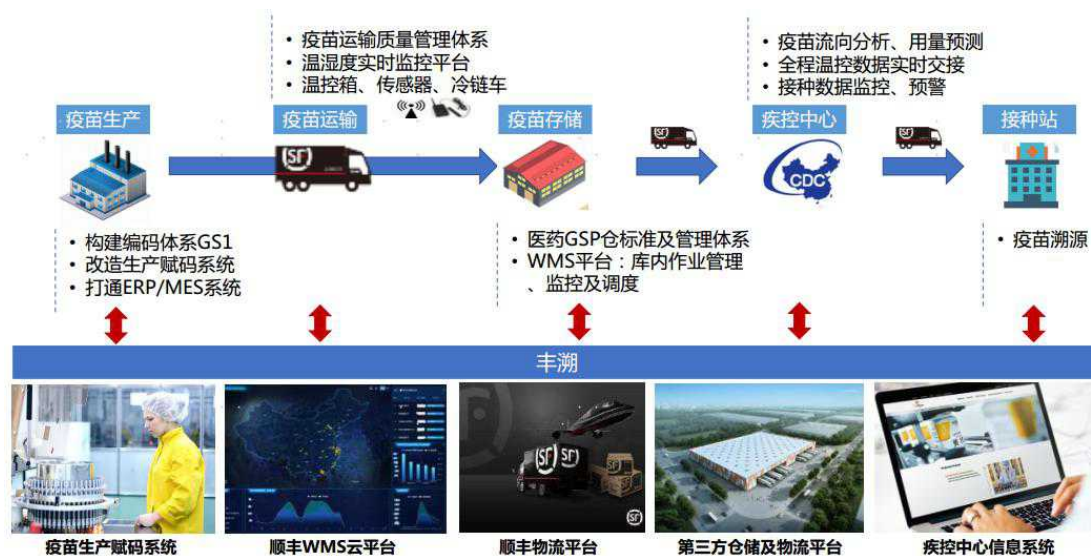 • 疫苗运输质量管理体系
• 温湿度实时监控平台
• 温控箱、传感器、冷链车
• 疫苗流向分析、用量预测
• 全程温控数据实时交接
• 接种数据监控、预警
疫苗生产
疫苗运输
疫苗存储
疾控中心
接种站
SF
SF
SF
CDC
• 构建编码体系GS1
• 改造生产赋码系统
• 打通ERP/MES系统
• 医药GSP仓标准及管理体系
• WMS平台：库内作业管理
、监控及调度
• 疫苗溯源
丰溯
SF
SF
SF
疫苗生产赋码系统
顺丰WMS云平台
顺丰物流平台
第三方仓储及物流平台
疾控中心信息系统